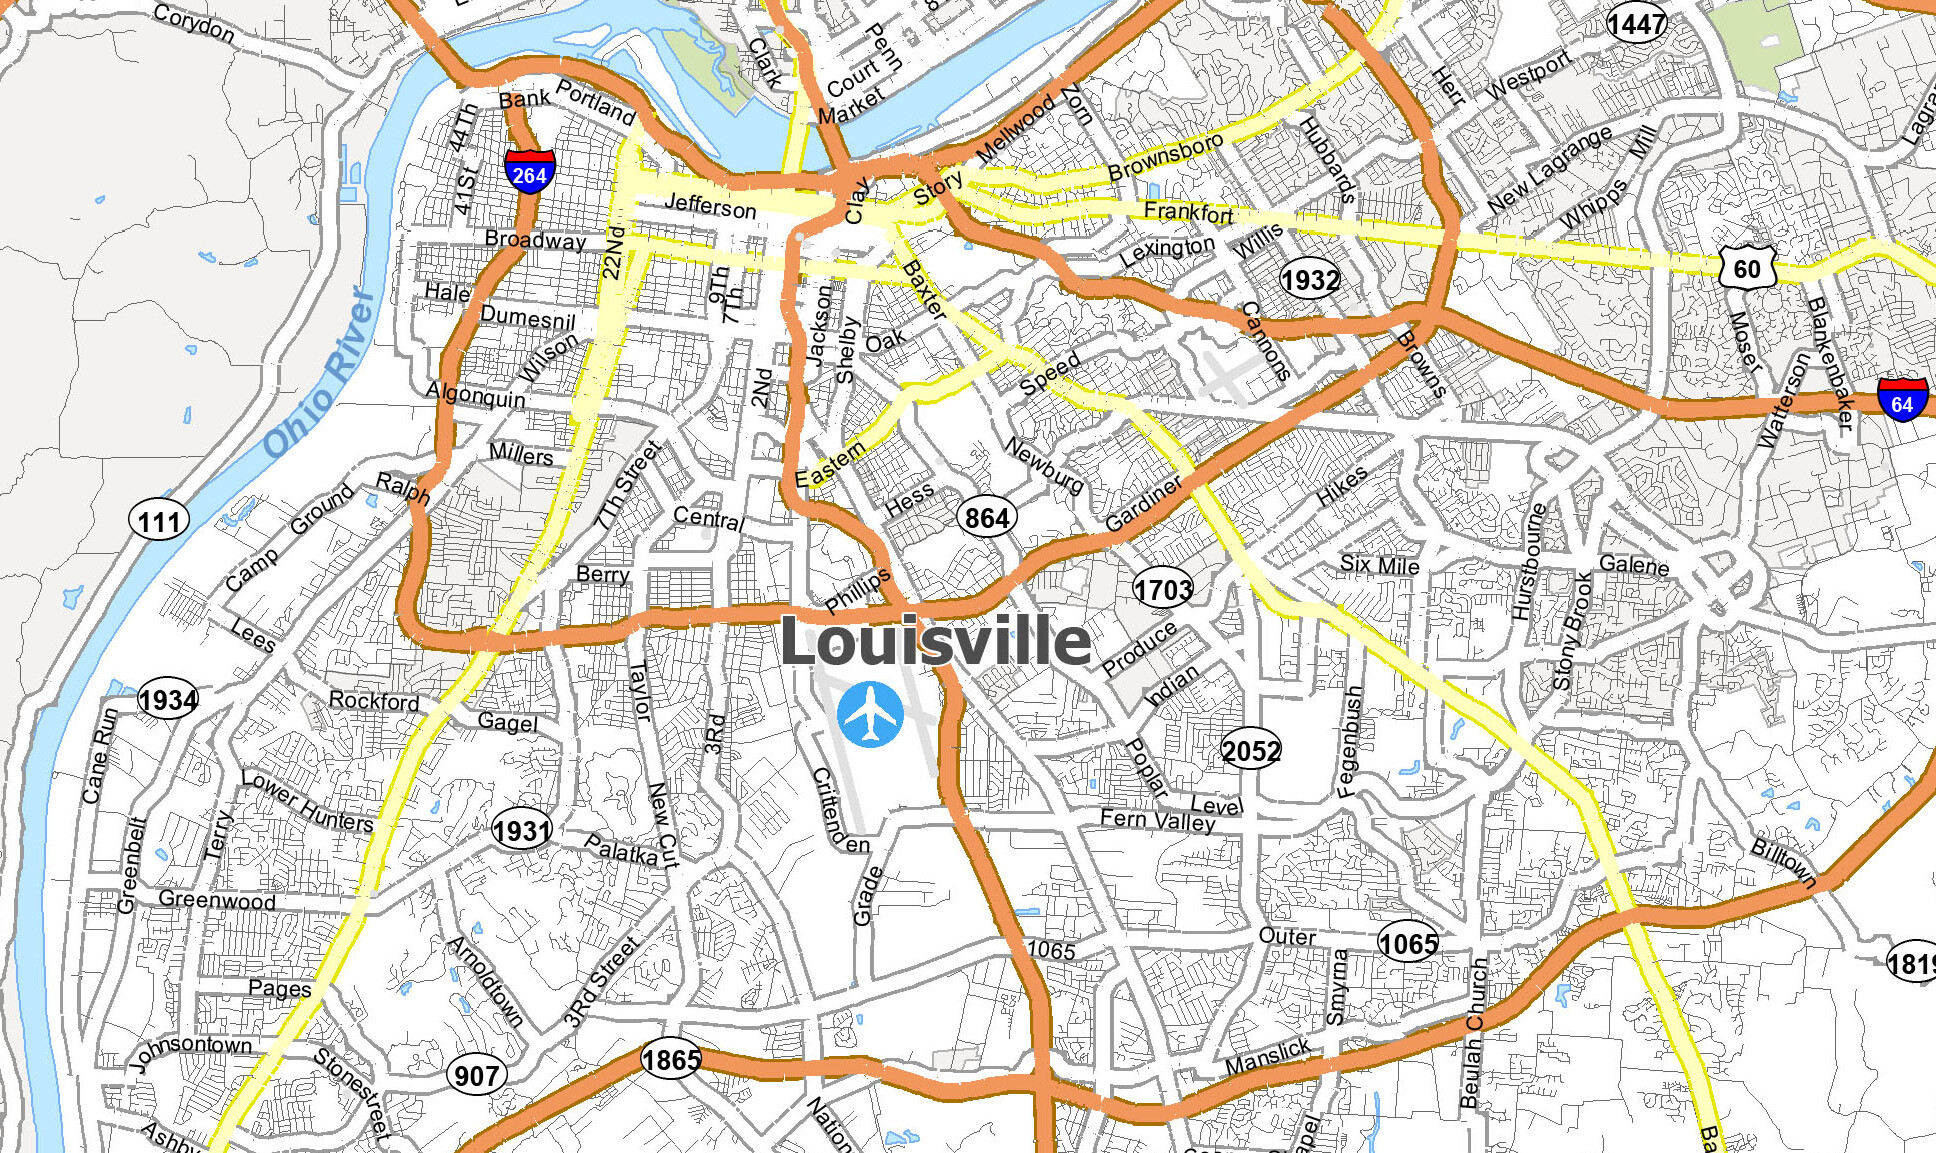 Corydon
Clark
Penn
Court
Market
1447
Herr
Westport
Bank
Portland
44Th
Zorn
Mellwood
Hubbards
New Lagrange
Mill
Whipps
264
41St
Jefferson
Clay
Story
Brownsboro
Frankfort
Broadway
22Nd
Lexington
Willis
1932
60
9Th
7Th
Baxter
Hale
Dumesnil
Wilson
Jackson
Shelby
Oak
Cannons
Browns
Moser
Blankenbaker
Ohio River
Algonquin
2Nd
Speed
Watterson
64
Millers
Eastern
Newburg
Hikes
Ralph
7Th Street
Hess
Gardiner
111
Camp Ground
Central
864
Hurstbourne
Six Mile
Galene
Berry
Phillips
1703
Stony Brook
Lees
Louisville
Produce
Indian
1934
Rockford
Gagel
Taylor
3Rd
Cane Run
2052
Fegenbush
Poplar Level
Fern Valley
Crittenden
New Cut
Lower Hunters
Terry
Greenbelt
1931
Palatka
Greenwood
Grade
Billtown
Arnoldtown
3Rd Street
1065
Outer
1065
Smyrna
Beulah Church
1819
Pages
Johnsontown
Stonestreet
907
1865
Manslick
Ashby
Nation
Ba